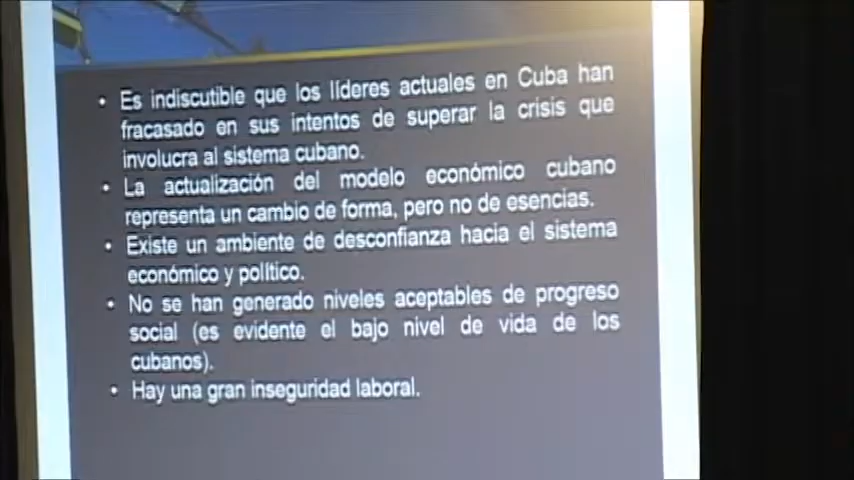 • Es indiscutible que los líderes actuales en Cuba han
fracasado en sus intentos de superar la crisis que
involucra al sistema cubano.
• La actualización del modelo económico cubano
representa un cambio de forma, pero no de esencias.
• Existe un ambiente de desconfianza hacia el sistema
económico y político.
• No se han generado niveles aceptables de progreso
social (es evidente el bajo nivel de vida de los
cubanos).
• Hay una gran inseguridad laboral.